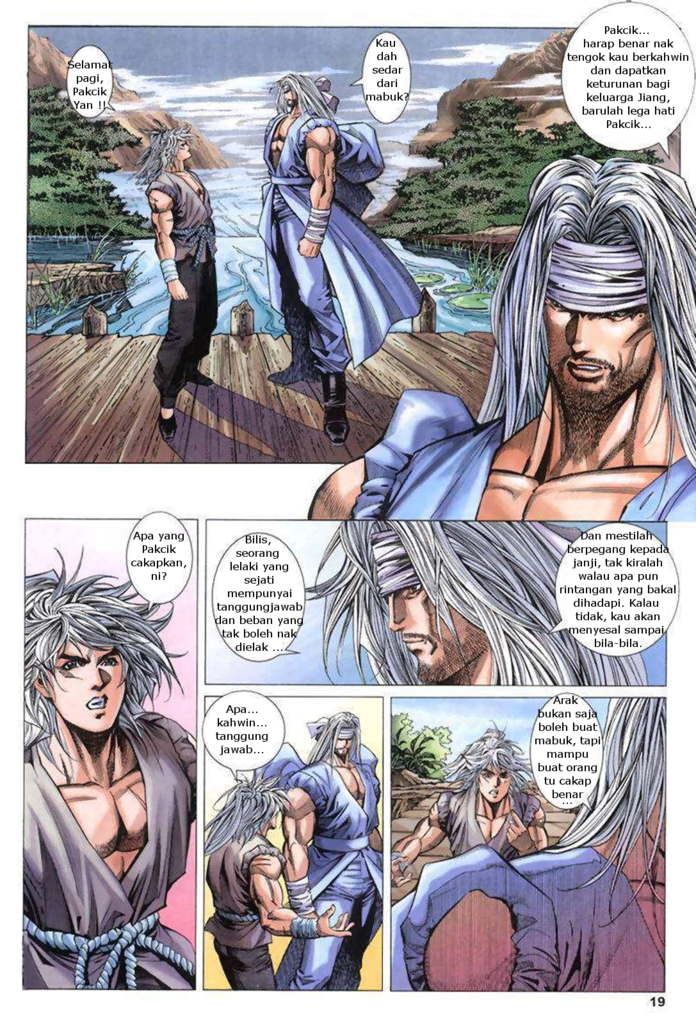 Selamat
pagi,
Pakcik
Yan !!
Kau
dah
sedar
dari
mabuk?
Pakcik...
harap benar nak
tengok kau berkahwin
dan dapatkan
keturunan bagi
keluarga Jiang,
barulah lega hati
Pakcik...
Apa yang
Pakcik
cakapkan,
ni?
Bilis,
seorang
lelaki yang
sejati
mempunyai
tanggungjawab
dan beban yang
tak boleh nak
dielak ....
Dan mestilah
berpegang kepada
janji, tak kiralah
walau apa pun
rintangan yang bakal
dihadapi. Kalau
tidak, kau akan
menyesal sampai
bila-bila.
Apa...
kahwin...
tanggung
jawab...
Arak
bukan saja
boleh buat
mabuk, tapi
mampu
buat orang
tu cakap
benar
...
19